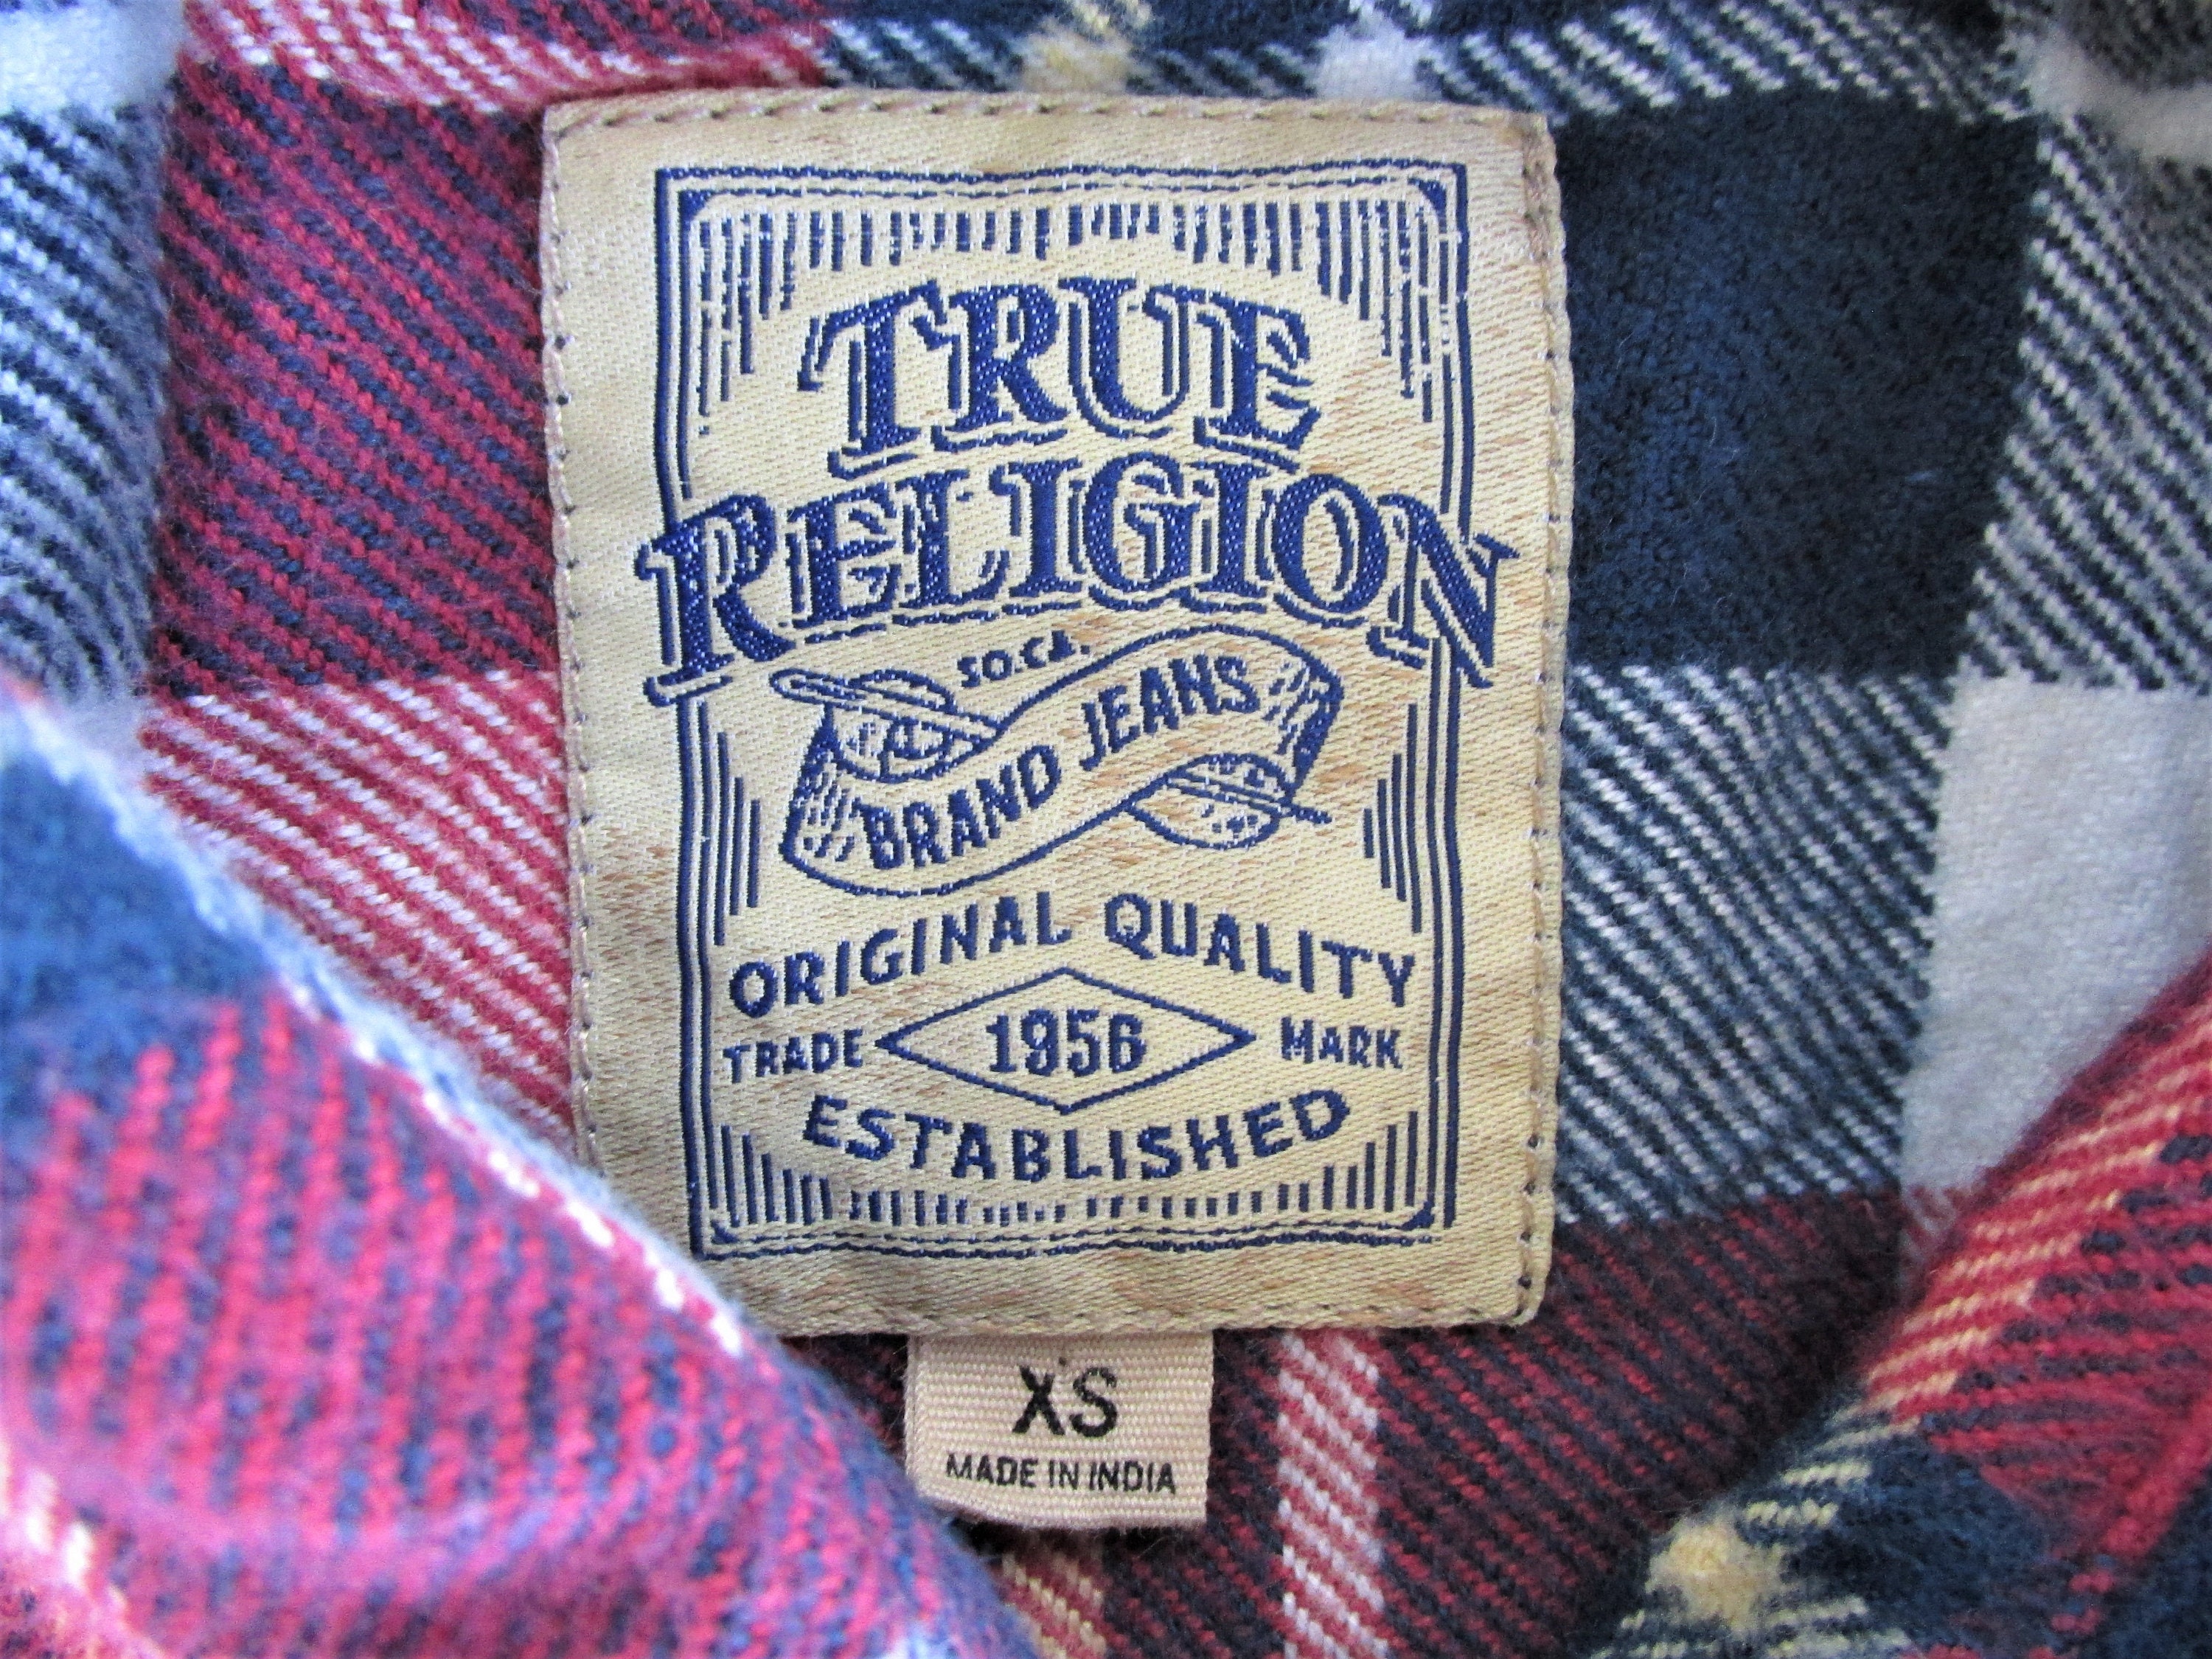 TRUE
RELIGION
SO.CA.
BRAND JEANS
ORIGINAL QUALITY
TRADE 1956 MARK
ESTABLISHED
XS
MADE IN INDIA